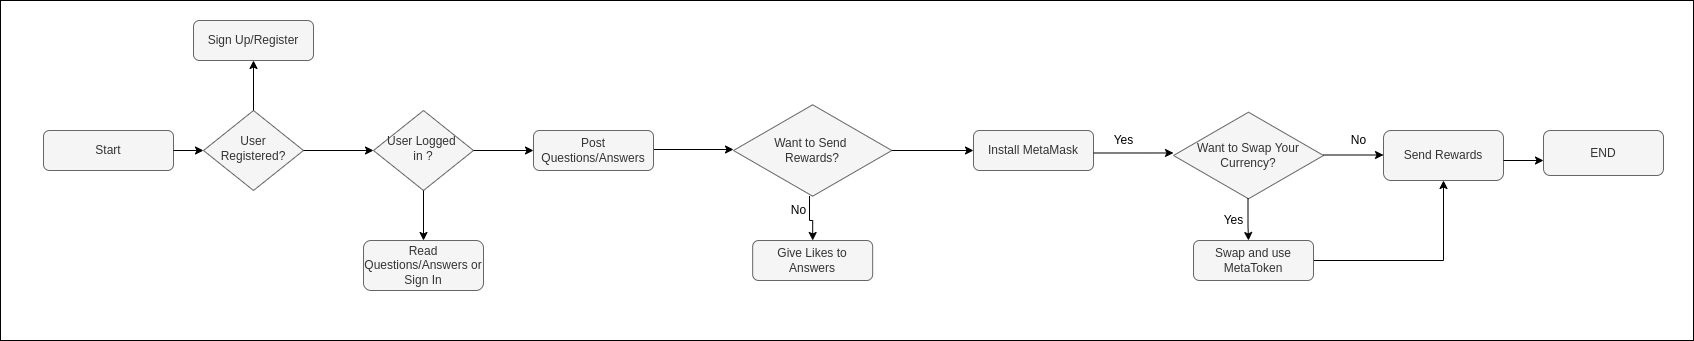 Sign Up/Register
Start
User
Registered?
User Logged
in ?
Post
Questions/Answers
Want to Send
Rewards?
Install MetaMask
Yes
Want to Swap Your
Currency?
No
Send Rewards
END
Read
Questions/Answers or
Sign In
No
Give Likes to
Answers
Yes
Swap and use
MetaToken